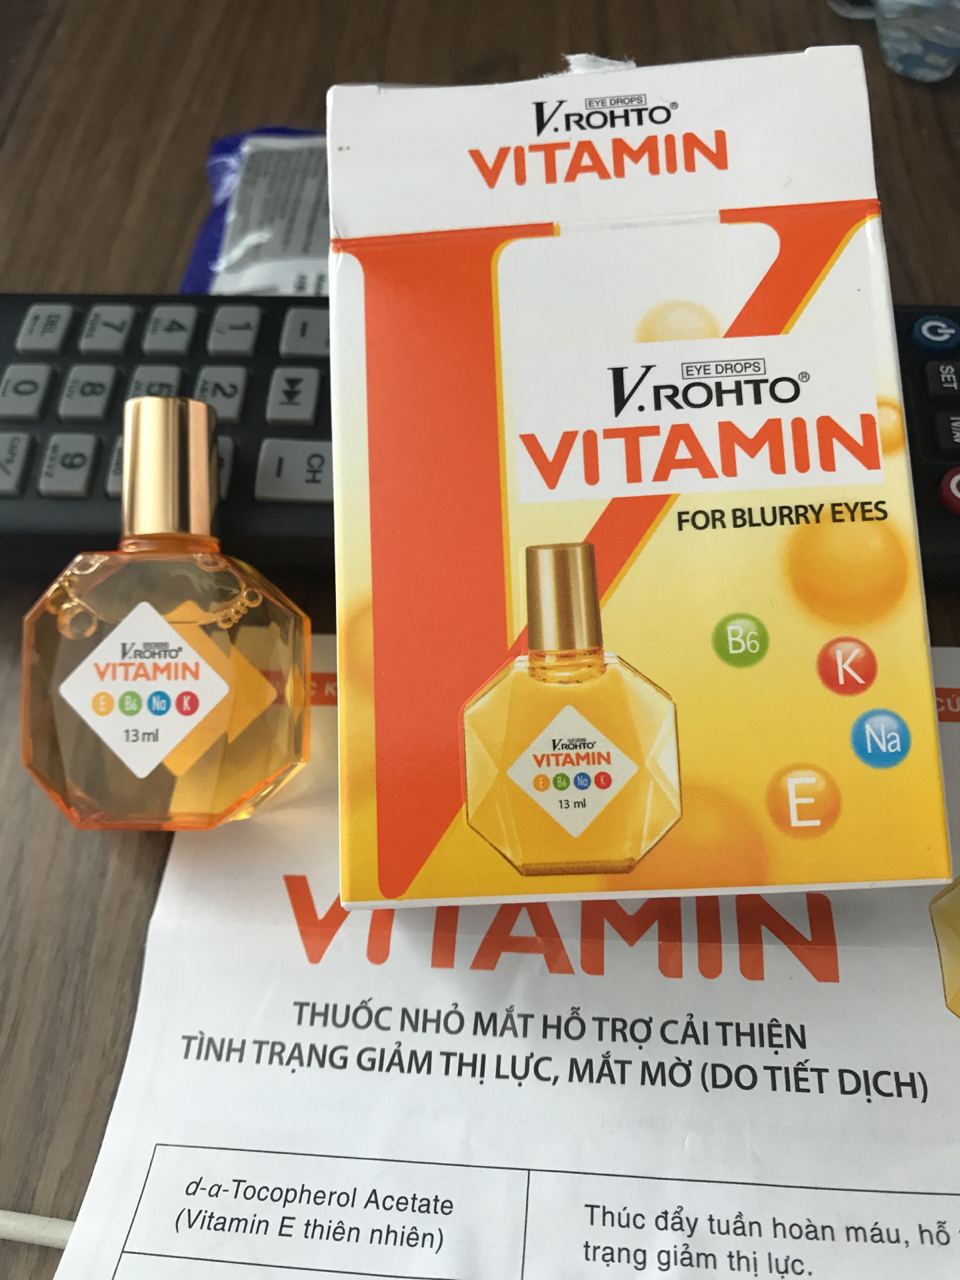 EYE DROPS
V.ROHTO®
VITAMIN
EYE DROPS
V.ROHTO®
VITAMIN
FOR BLURRY EYES
B6
K
Na
E
V.ROHTO®
VITAMIN
E B6 Na K
13 ml
V.ROHTO®
VITAMIN
E B6 Na K
13 ml
DEL
7
4
1
0
8
5
2
9
CH
SET
VITAMIN
THUỐC NHỎ MẮT HỖ TRỢ CẢI THIỆN
TÌNH TRẠNG GIẢM THỊ LỰC, MẮT MỜ (DO TIẾT DỊCH)
d-α-Tocopherol Acetate
(Vitamin E thiên nhiên)
Thúc đẩy tuần hoàn máu, hỗ
trạng giảm thị lực.